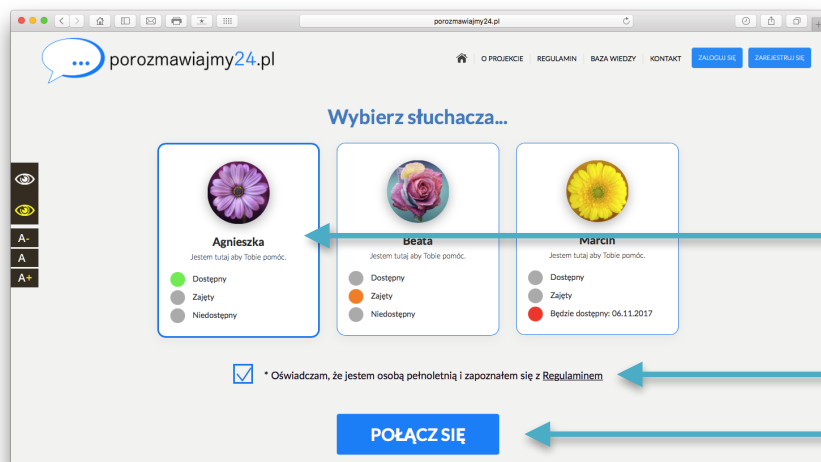 porozmawiajmy24.pl
... porozmawiajmy24.pl
O PROJEKCIE REGULAMIN BAZA WIEDZY KONTAKT ZALOGUJ SIĘ ZAREJESTRUJ SIĘ
Wybierz słuchacza...
Agnieszka
Jestem tutaj aby Tobie pomóc.
Dostępny
Zajęty
Niedostępny
Beata
Jestem tutaj aby Tobie pomóc.
Dostępny
Zajęty
Niedostępny
Marcin
Jestem tutaj aby Tobie pomóc.
Dostępny
Zajęty
Będzie dostępny: 06.11.2017
A-
A
A+
* Oświadczam, że jestem osobą pełnoletnią i zapoznałem się z Regulaminem
POŁĄCZ SIĘ